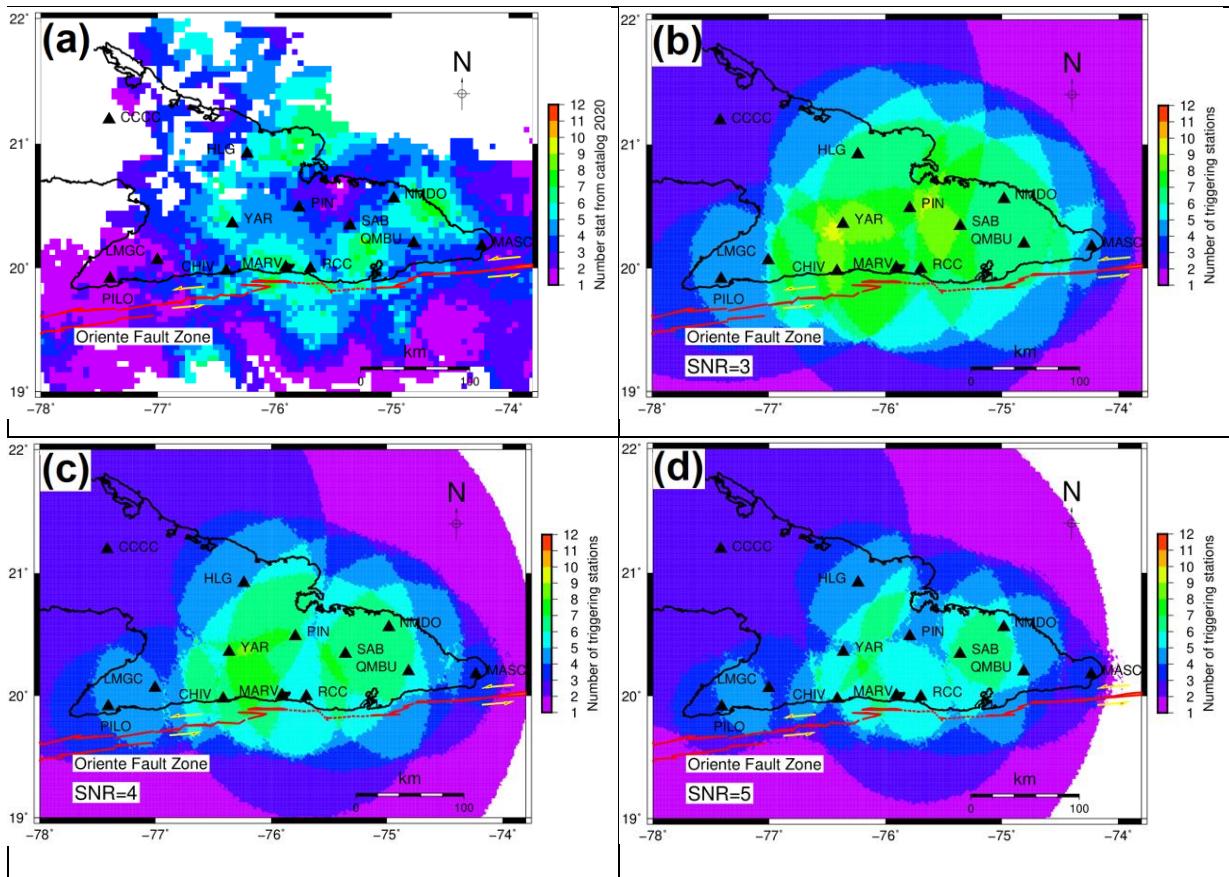 (a)
N
CCCC
HLG
PIN
NMDO
YAR
SAB
QMBU
MASC
LMGC
CHIV
MARV
RCC
PILO
Oriente Fault Zone
km
0 100
22˚
21˚
20˚
19˚
−78 −77˚ −76˚ −75˚ −74˚
12
11
10
9
8
7
6
5
4
3
2
1
Number stat from catalog 2020
(b)
N
CCCC
HLG
PIN
NMDO
YAR
SAB
QMBU
MASC
LMGC
CHIV
MARV
RCC
PILO
Oriente Fault Zone
SNR=3
km
0 100
22˚
21˚
20˚
19˚
−78˚ −77˚ −76˚ −75˚ −74˚
12
11
10
9
8
7
6
5
4
3
2
1
Number of triggering stations
(c)
N
CCCC
HLG
PIN
NMDO
YAR
SAB
QMBU
MASC
LMGC
CHIV
MARV
RCC
PILO
Oriente Fault Zone
SNR=4
km
0 100
22˚
21˚
20˚
19˚
−78˚ −77˚ −76˚ −75˚ −74˚
12
11
10
9
8
7
6
5
4
3
2
1
Number of triggering stations
(d)
N
CCCC
HLG
PIN
NMDO
YAR
SAB
QMBU
MASC
LMGC
CHIV
MARV
RCC
PILO
Oriente Fault Zone
SNR=5
km
0 100
22˚
21˚
20˚
19˚
−78˚ −77˚ −76˚ −75˚ −74˚
12
11
10
9
8
7
6
5
4
3
2
1
Number of triggering stations